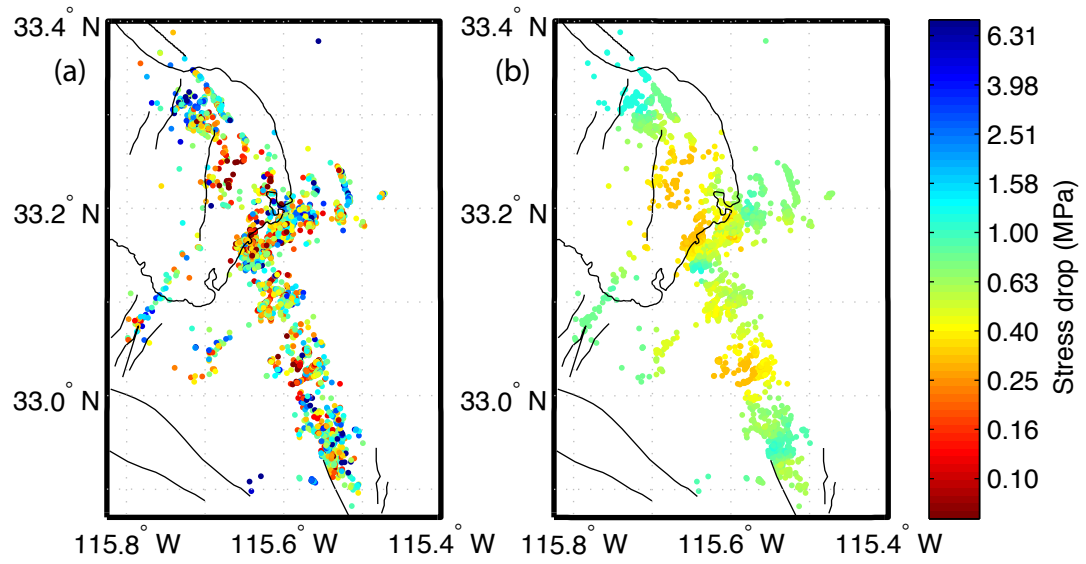 (a)
33.4° N
33.2° N
33.0° N
115.8° W
115.6° W
115.4° W
(b)
33.4° N
33.2° N
33.0° N
115.8° W
115.6° W
115.4° W
6.31
3.98
2.51
1.58
1.00
0.63
0.40
0.25
0.16
0.10
Stress drop (MPa)